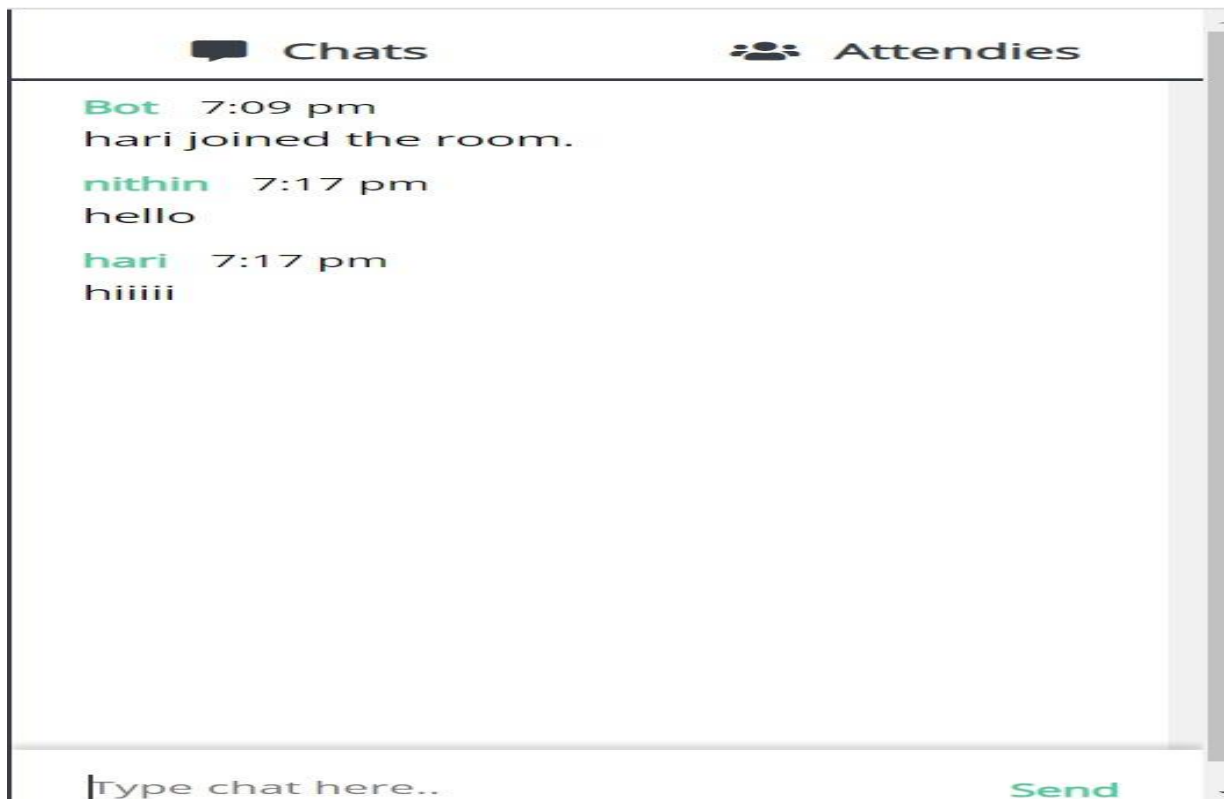 Chats Attendies
Bot 7:09 pm
hari joined the room.
nithin 7:17 pm
hello
hari 7:17 pm
hiiiii
Type chat here.. Send